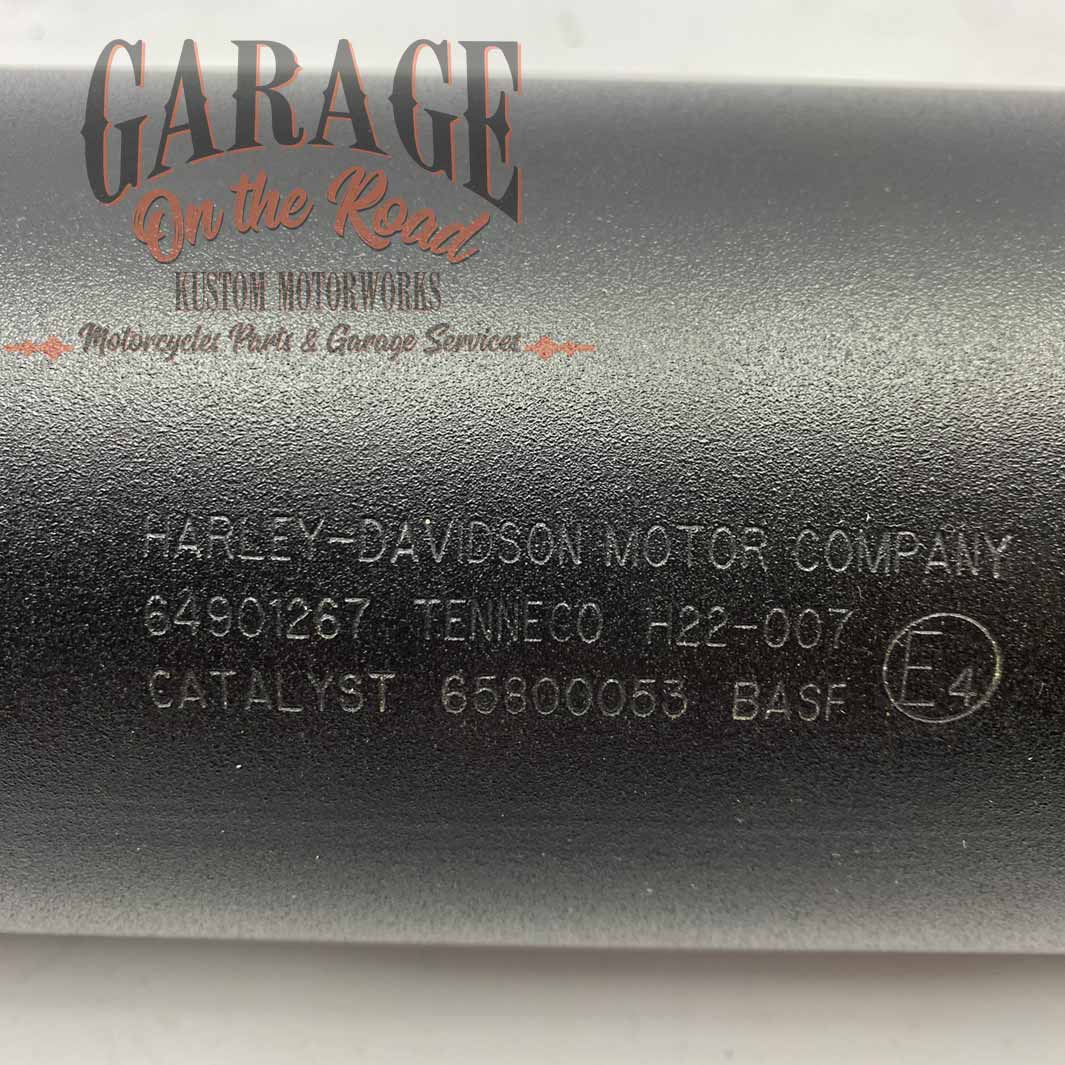 GARAGE
On the Road
KUSTOM MOTORWORKS
Motorcycles Parts & Garage Services
HARLEY-DAVIDSON MOTOR COMPANY
64901267 TENNECO H22-007
CATALYST 65800053 BASF E4